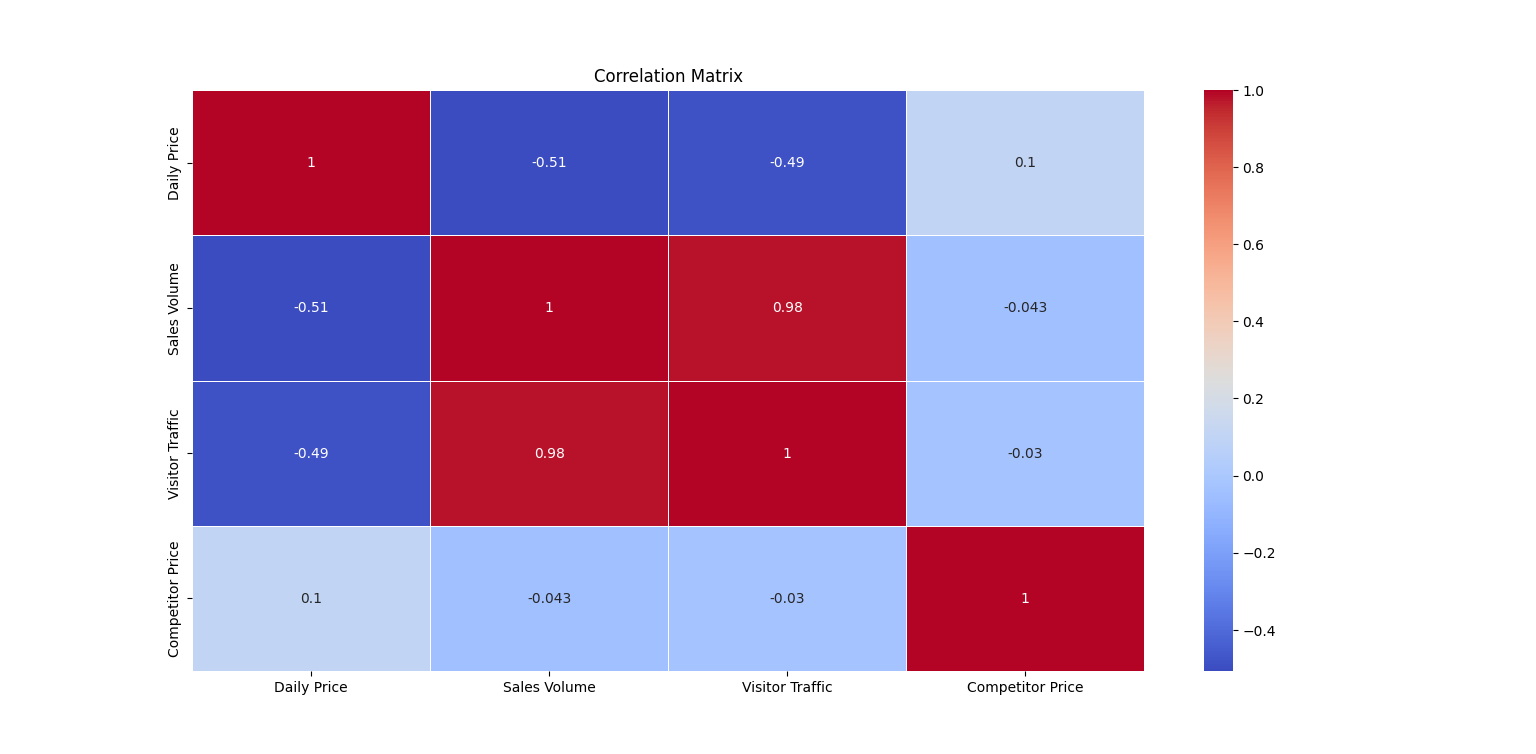 Correlation Matrix
Daily Price
1
-0.51
-0.49
0.1
Sales Volume
-0.51
1
0.98
-0.043
Visitor Traffic
-0.49
0.98
1
-0.03
Competitor Price
0.1
-0.043
-0.03
1
Daily Price
Sales Volume
Visitor Traffic
Competitor Price
1.0
0.8
0.6
0.4
0.2
0.0
−0.2
−0.4